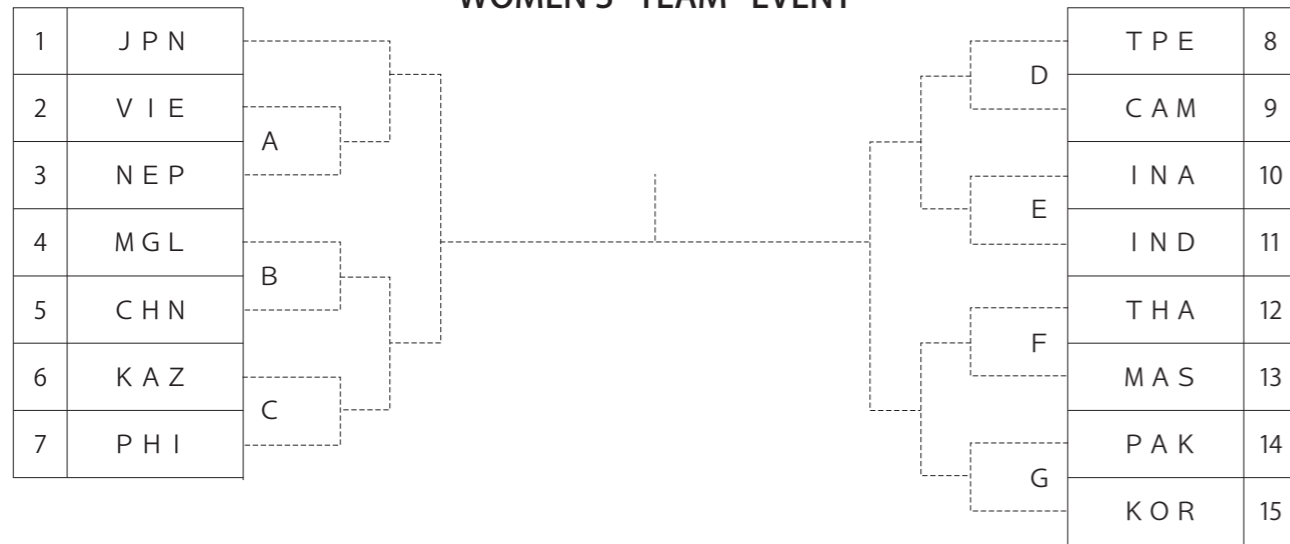 WOMEN'S TEAM EVENT
1 JPN
2 VIE
A
3 NEP
4 MGL
B
5 CHN
6 KAZ
C
7 PHI
TPE 8
D
CAM 9
INA 10
E
IND 11
THA 12
F
MAS 13
PAK 14
G
KOR 15